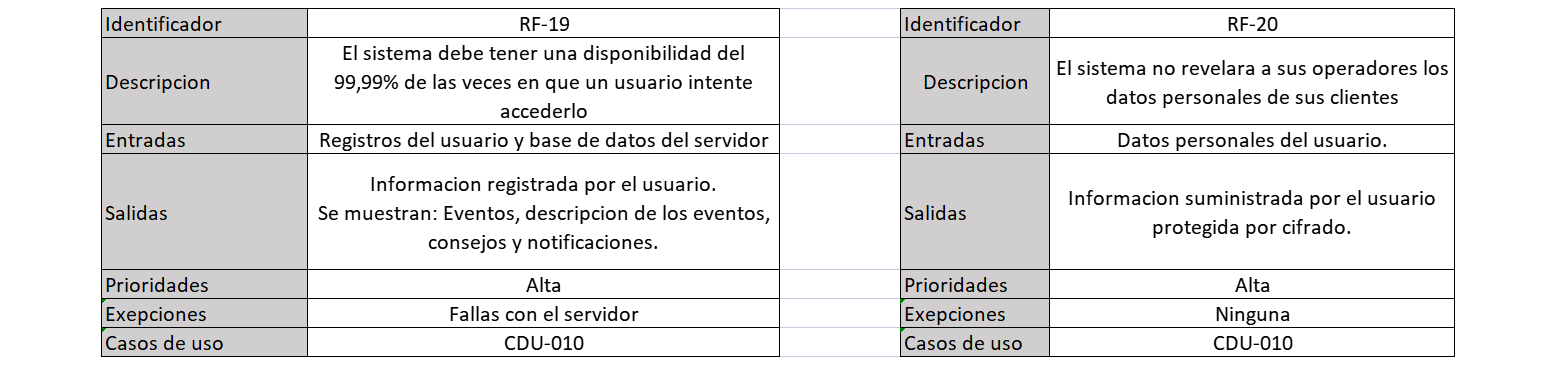 Identificador RF-19
Descripcion El sistema debe tener una disponibilidad del
99,99% de las veces en que un usuario intente
accederlo
Entradas Registros del usuario y base de datos del servidor
Salidas Informacion registrada por el usuario.
Se muestran: Eventos, descripcion de los eventos,
consejos y notificaciones.
Prioridades Alta
Exepciones Fallas con el servidor
Casos de uso CDU-010
Identificador RF-20
Descripcion El sistema no revelara a sus operadores los
datos personales de sus clientes
Entradas Datos personales del usuario.
Salidas Informacion suministrada por el usuario
protegida por cifrado.
Prioridades Alta
Exepciones Ninguna
Casos de uso CDU-010